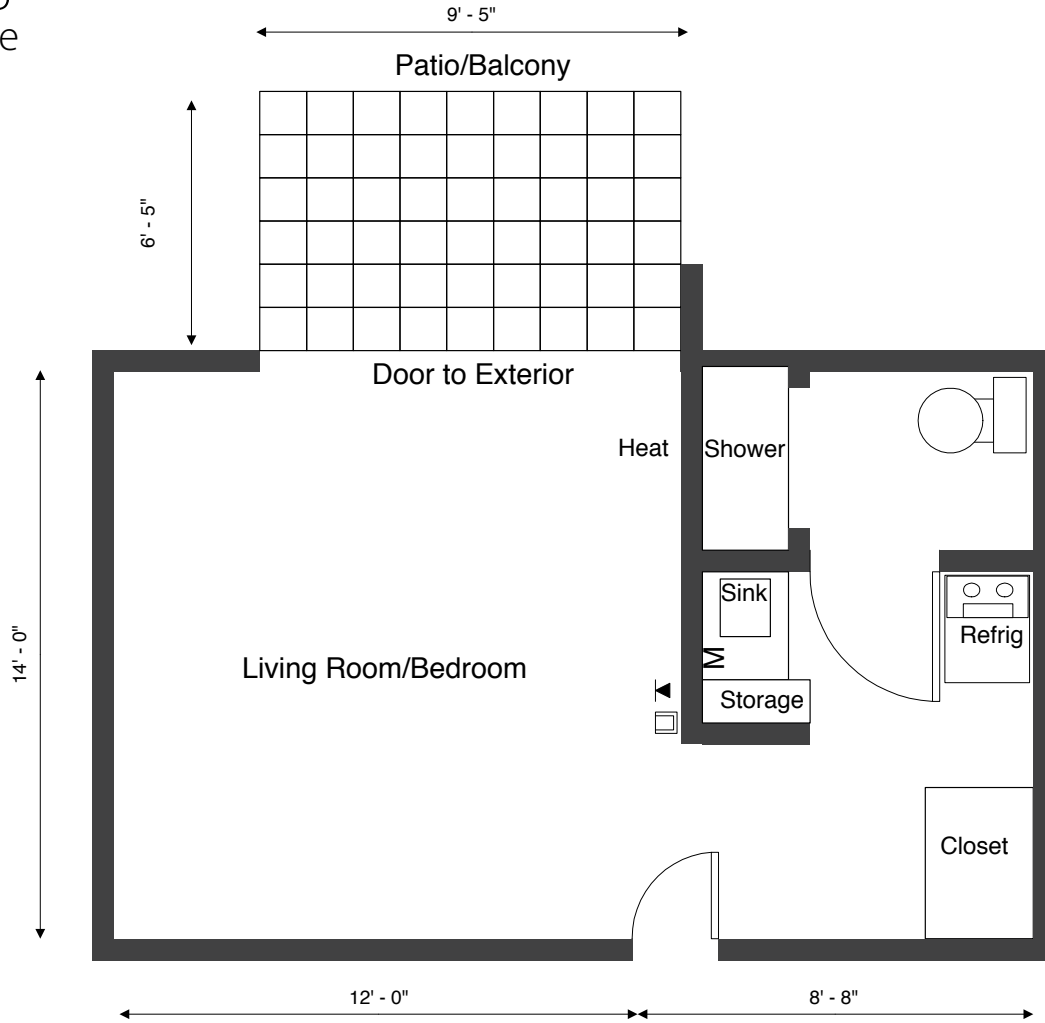 9' - 5"
Patio/Balcony
6' - 5"
Door to Exterior
Heat
Shower
Sink
Refrig
M
Storage
Living Room/Bedroom
14' - 0"
Closet
12' - 0"
8' - 8"